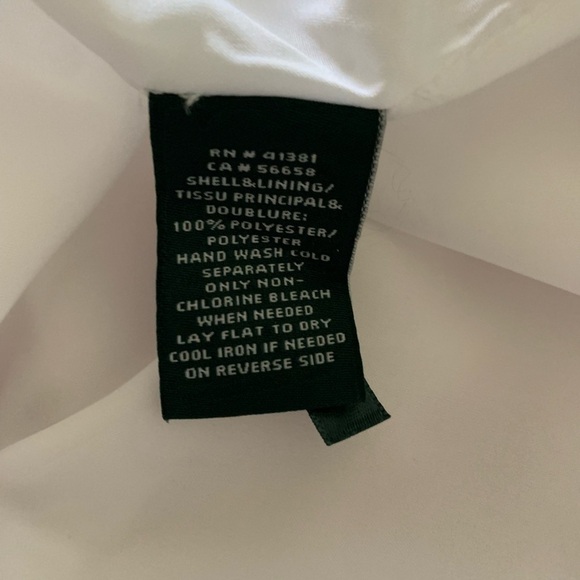 RN # 41381
CA # 56658
SHELL&LINING/
TISSU PRINCIPAL&
DOUBLURE:
100% POLYESTER/
POLYESTER
HAND WASH COLD
SEPARATELY
ONLY NON-
CHLORINE BLEACH
WHEN NEEDED
LAY FLAT TO DRY
COOL IRON IF NEEDED
ON REVERSE SIDE